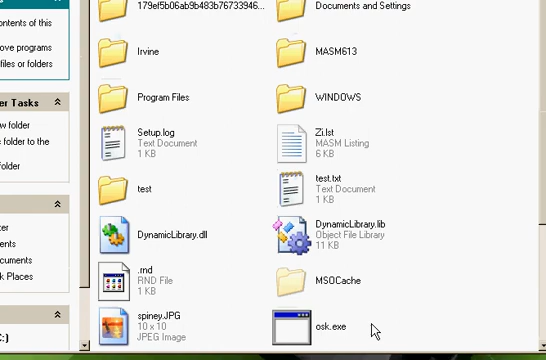 179ef5b06ab9b483b76733946...
Documents and Settings
ontents of this
ove programs
files or folders
Irvine
MASM613
Program Files
WINDOWS
er Tasks
w folder
e folder to the
folder
Setup.log
Text Document
1 KB
Zi.lst
MASM Listing
6 KB
test
test.txt
Text Document
1 KB
ter
ents
ents
k Places
DynamicLibrary.dll
DynamicLibrary.lib
Object File Library
11 KB
.rnd
RND File
1 KB
MSOCache
C:)
spiney.JPG
10 x 10
JPEG Image
osk.exe